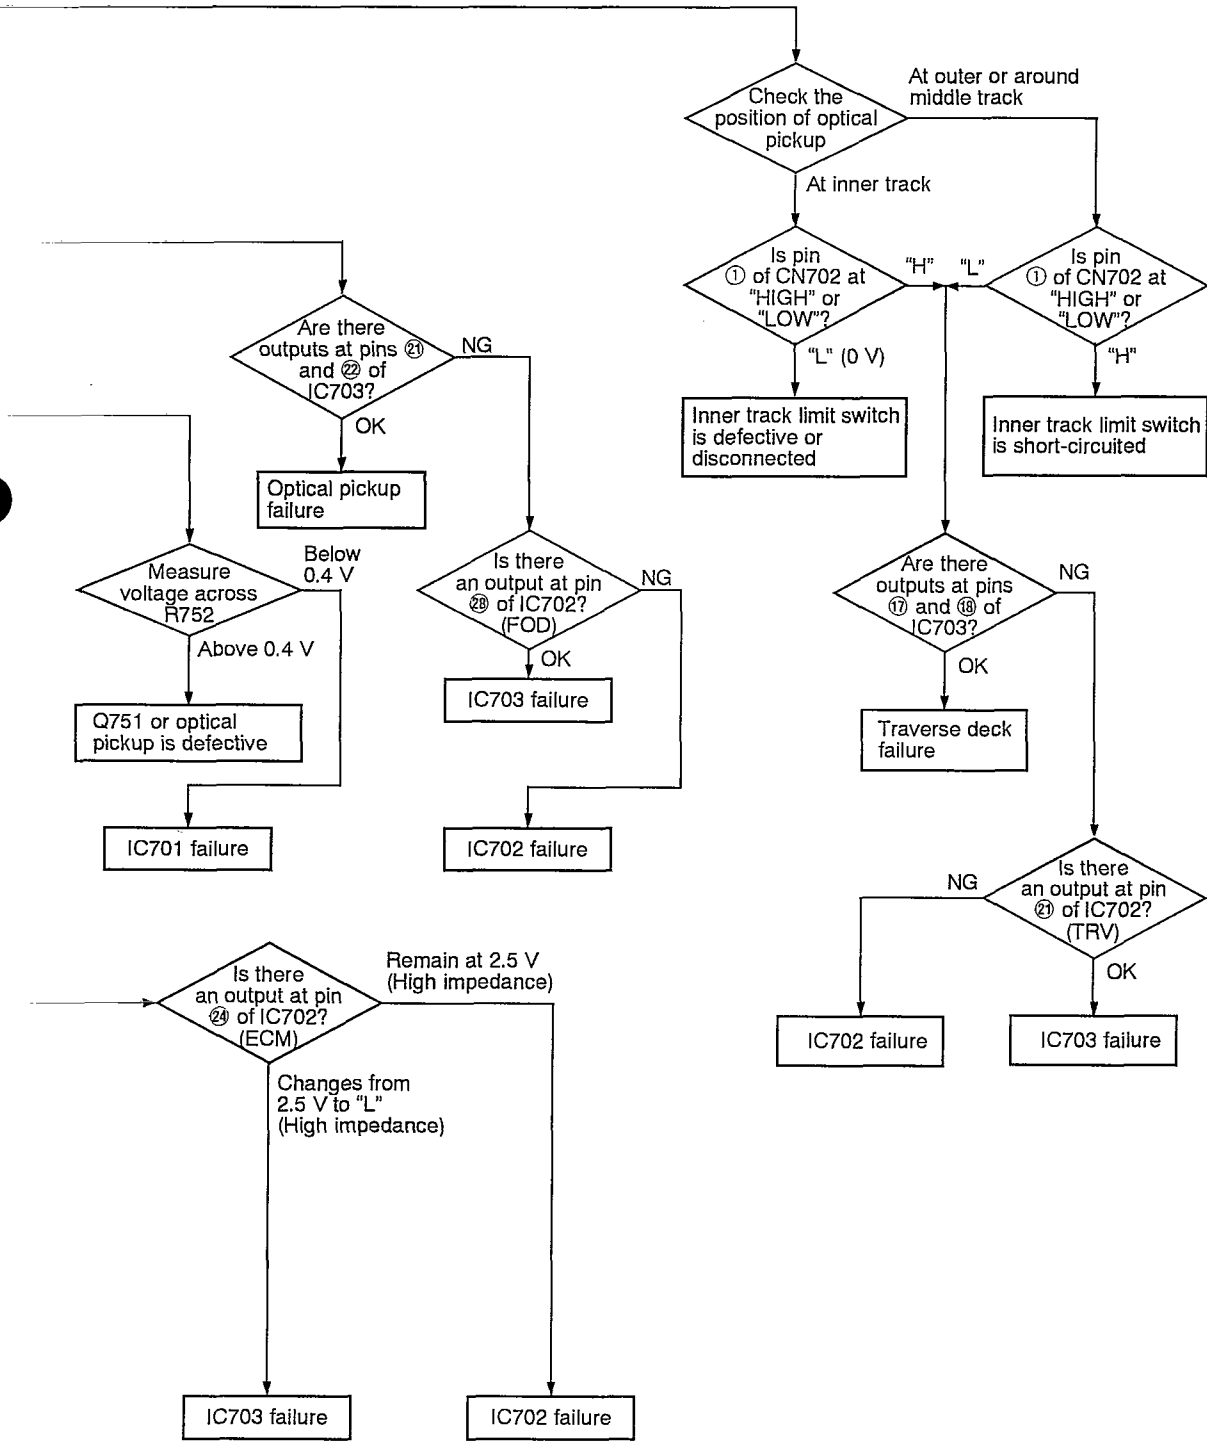 At outer or around
middle track
Check the
position of optical
pickup
At inner track
Is pin
① of CN702 at
"HIGH" or
"LOW"?
"H"
"L"
Is pin
① of CN702 at
"HIGH" or
"LOW"?
"L" (0 V)
"H"
Inner track limit switch
is defective or
disconnected
Inner track limit switch
is short-circuited
Are there
outputs at pins ㉑
and ㉒ of
IC703?
NG
OK
Optical pickup
failure
Measure
voltage across
R752
Below
0.4 V
Above 0.4 V
Q751 or optical
pickup is defective
IC701 failure
Is there
an output at pin
㉘ of IC702?
(FOD)
NG
OK
IC703 failure
IC702 failure
Are there
outputs at pins
⑰ and ⑱ of
IC703?
NG
OK
Traverse deck
failure
Is there
an output at pin
㉑ of IC702?
(TRV)
NG
OK
IC702 failure
IC703 failure
Is there
an output at pin
㉔ of IC702?
(ECM)
Remain at 2.5 V
(High impedance)
Changes from
2.5 V to "L"
(High impedance)
IC703 failure
IC702 failure